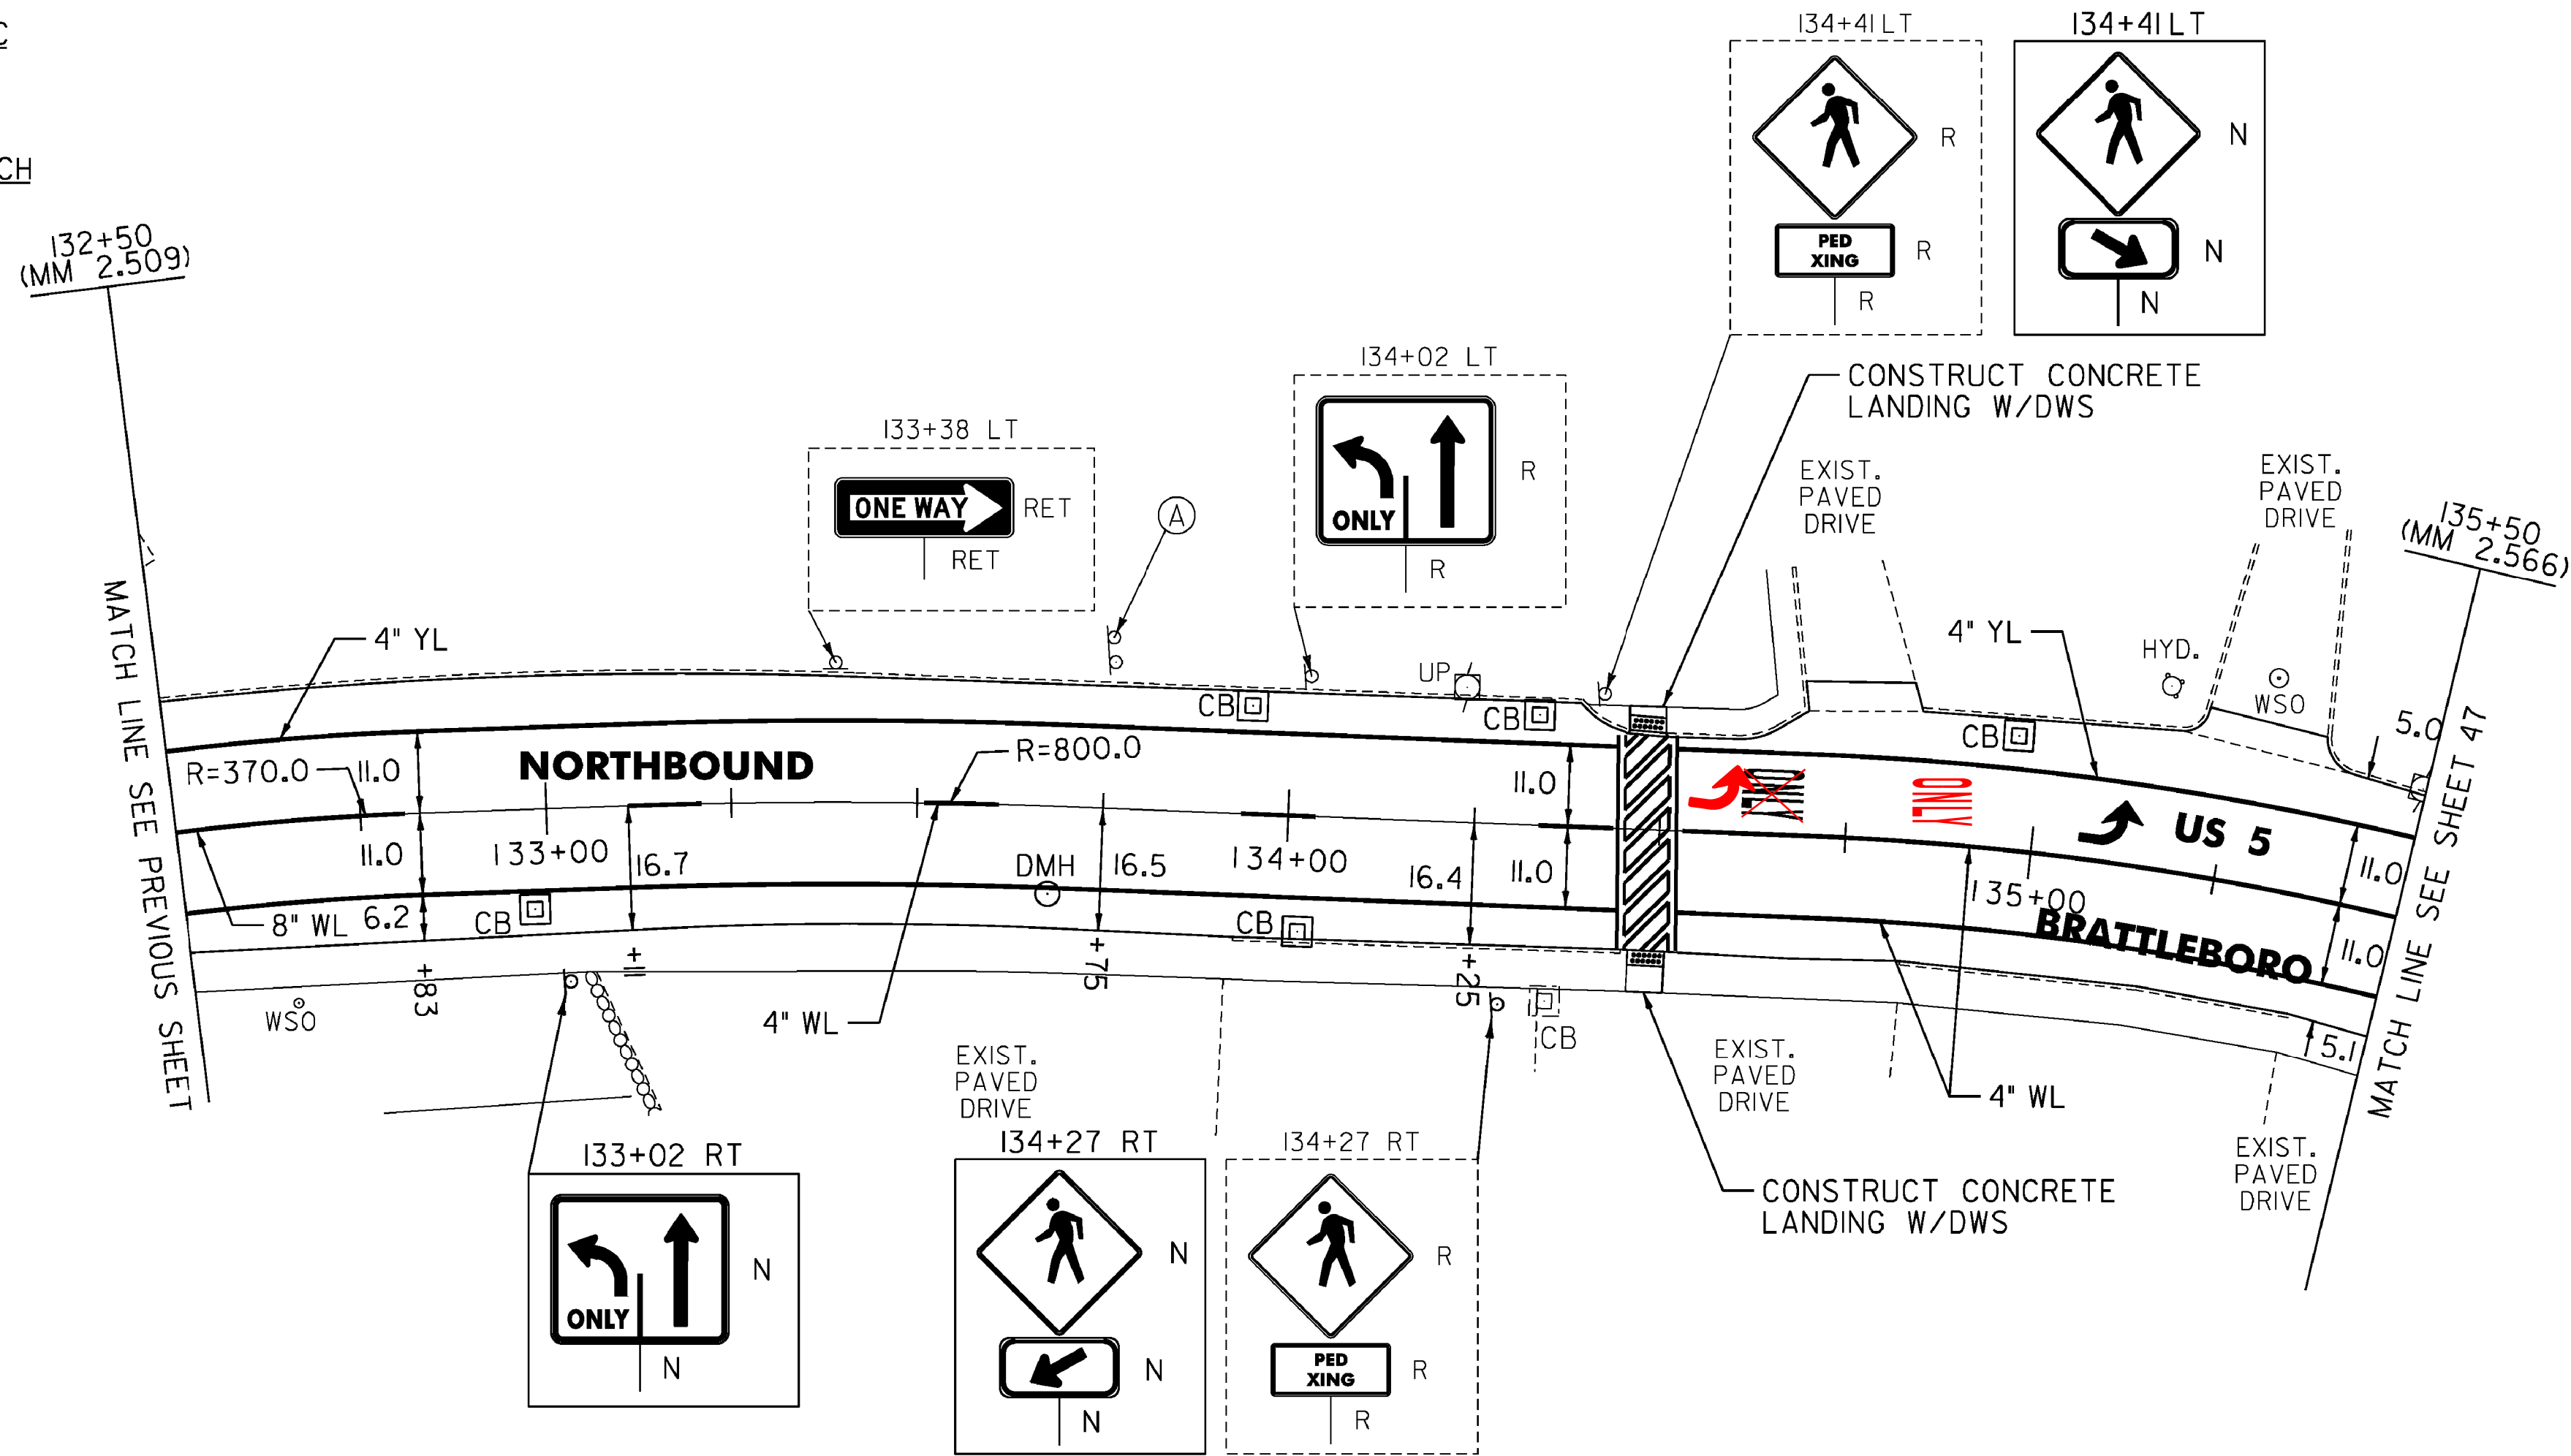 C
CH
132+50
(MM 2.509)
MATCH LINE SEE PREVIOUS SHEET
134+41 LT
R
PED
XING
R
R
134+41 LT
N
N
N
CONSTRUCT CONCRETE
LANDING W/DWS
134+02 LT
ONLY
R
R
133+38 LT
ONE WAY
RET
RET
A
EXIST.
PAVED
DRIVE
EXIST.
PAVED
DRIVE
135+50
(MM 2.566)
4" YL
4" YL
HYD.
WSO
UP
CB
CB
CB
5.0
R=370.0
11.0
NORTHBOUND
R=800.0
11.0
ONLY
ONLY
US 5
11.0
11.0
133+00
16.7
DMH
16.5
134+00
16.4
11.0
135+00
BRATTLEBORO
11.0
8" WL
6.2
CB
CB
+83
+11
+75
+25
WSO
4" WL
CB
5.1
EXIST.
PAVED
DRIVE
EXIST.
PAVED
DRIVE
4" WL
EXIST.
PAVED
DRIVE
MATCH LINE SEE SHEET 47
133+02 RT
ONLY
N
N
134+27 RT
N
N
N
134+27 RT
R
PED
XING
R
R
CONSTRUCT CONCRETE
LANDING W/DWS